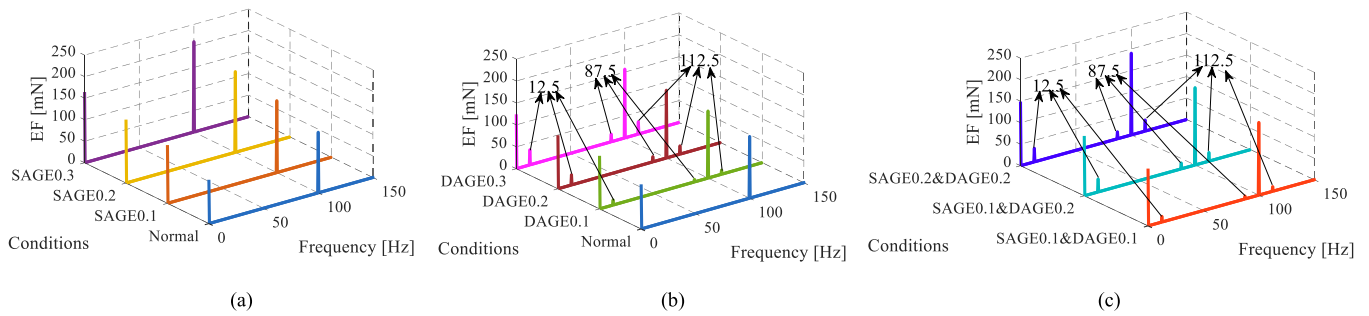 EF [mN]
250
200
150
100
50
0
SAGE0.3
SAGE0.2
SAGE0.1
Normal
0
50
100
150
Conditions
Frequency [Hz]
(a)
EF [mN]
250
200
150
100
50
0
12.5
87.5
112.5
DAGE0.3
DAGE0.2
DAGE0.1
Normal
0
50
100
150
Conditions
Frequency [Hz]
(b)
EF [mN]
250
200
150
100
50
0
12.5
87.5
112.5
SAGE0.2&DAGE0.2
SAGE0.1&DAGE0.2
SAGE0.1&DAGE0.1
0
50
100
150
Conditions
Frequency [Hz]
(c)